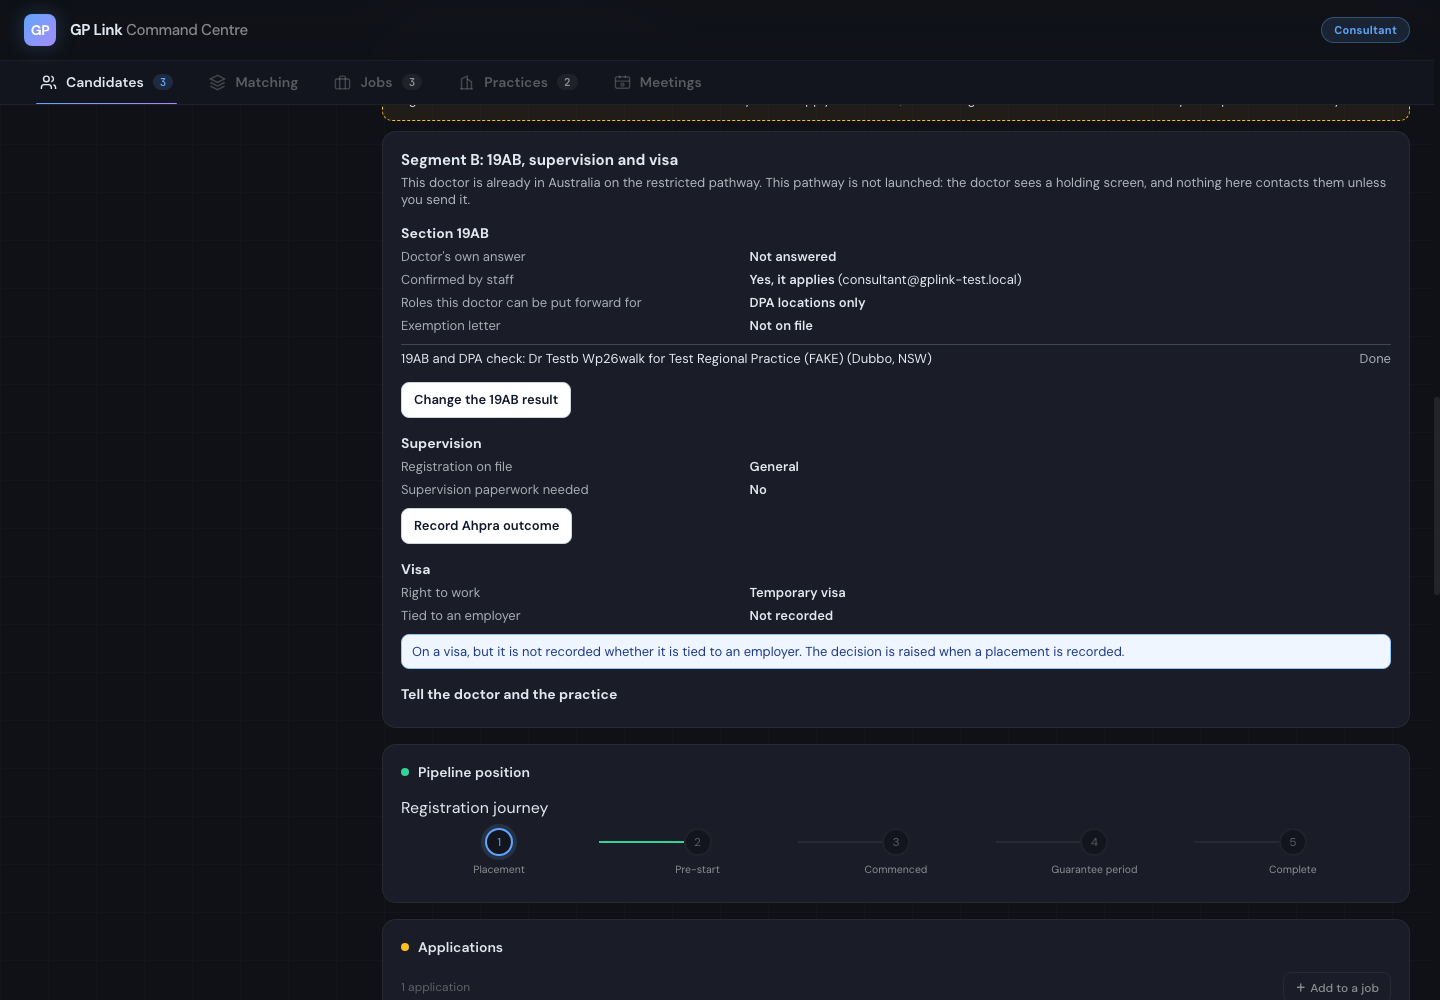 GP
GP Link Command Centre
Consultant
Candidates 3
Matching
Jobs 3
Practices 2
Meetings
Segment B: 19AB, supervision and visa
This doctor is already in Australia on the restricted pathway. This pathway is not launched: the doctor sees a holding screen, and nothing here contacts them unless
you send it.
Section 19AB
Doctor's own answer Not answered
Confirmed by staff Yes, it applies (consultant@gplink-test.local)
Roles this doctor can be put forward for DPA locations only
Exemption letter Not on file
19AB and DPA check: Dr Testb Wp26walk for Test Regional Practice (FAKE) (Dubbo, NSW) Done
Change the 19AB result
Supervision
Registration on file General
Supervision paperwork needed No
Record Ahpra outcome
Visa
Right to work Temporary visa
Tied to an employer Not recorded
On a visa, but it is not recorded whether it is tied to an employer. The decision is raised when a placement is recorded.
Tell the doctor and the practice
Pipeline position
Registration journey
1 2 3 4 5
Placement Pre-start Commenced Guarantee period Complete
Applications
1 application + Add to a job